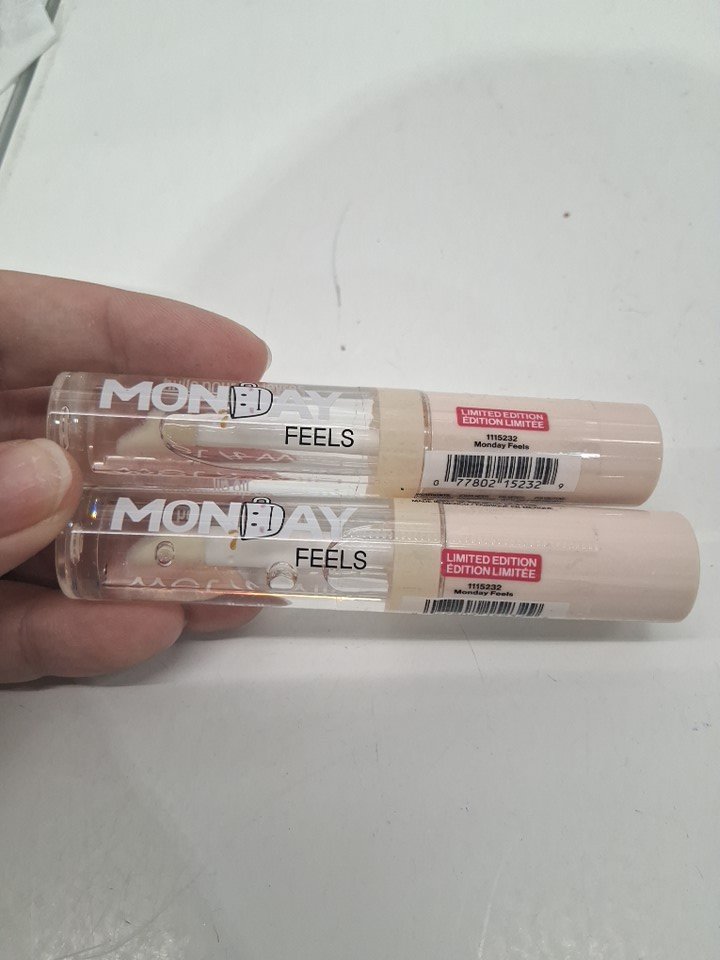 MONDAY
FEELS
LIMITED EDITION
ÉDITION LIMITÉE
1115232
Monday Feels
0 77802 15232 9
MONDAY
FEELS
LIMITED EDITION
ÉDITION LIMITÉE
1115232
Monday Feels